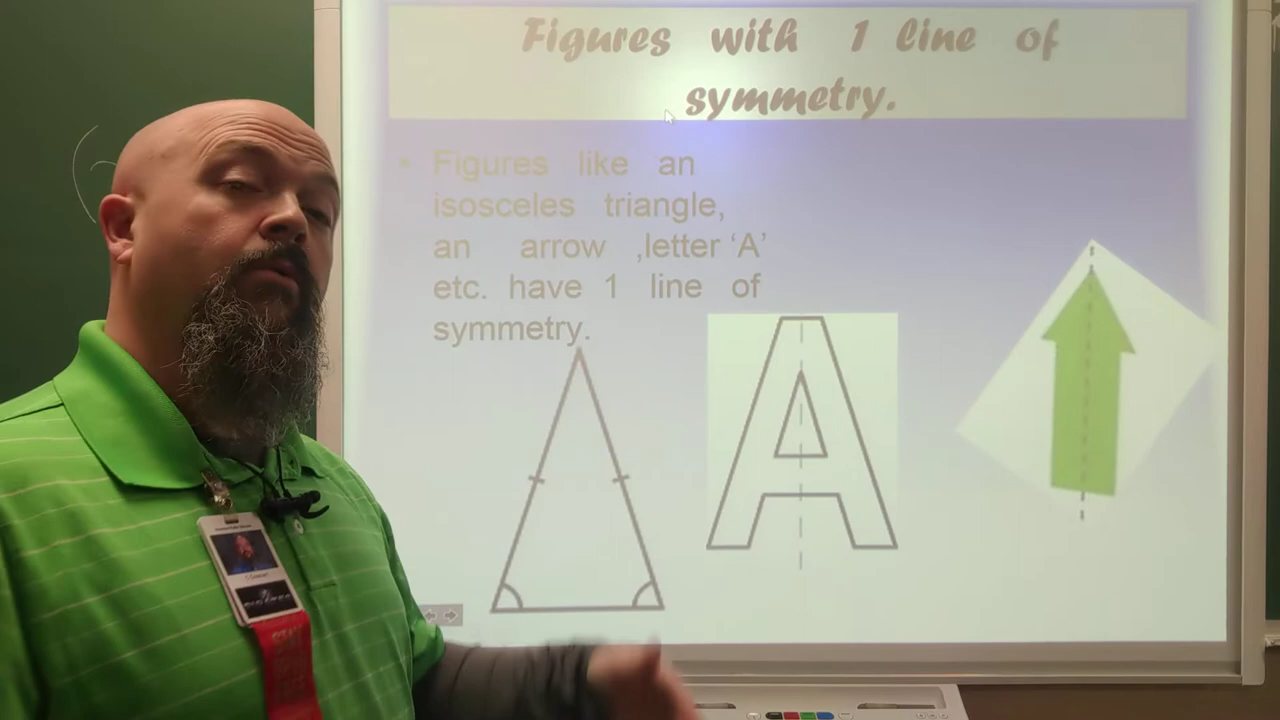 Figures with 1 line of
symmetry.
• Figures like an
isosceles triangle,
an arrow ,letter ‘A’
etc. have 1 line of
symmetry.
A